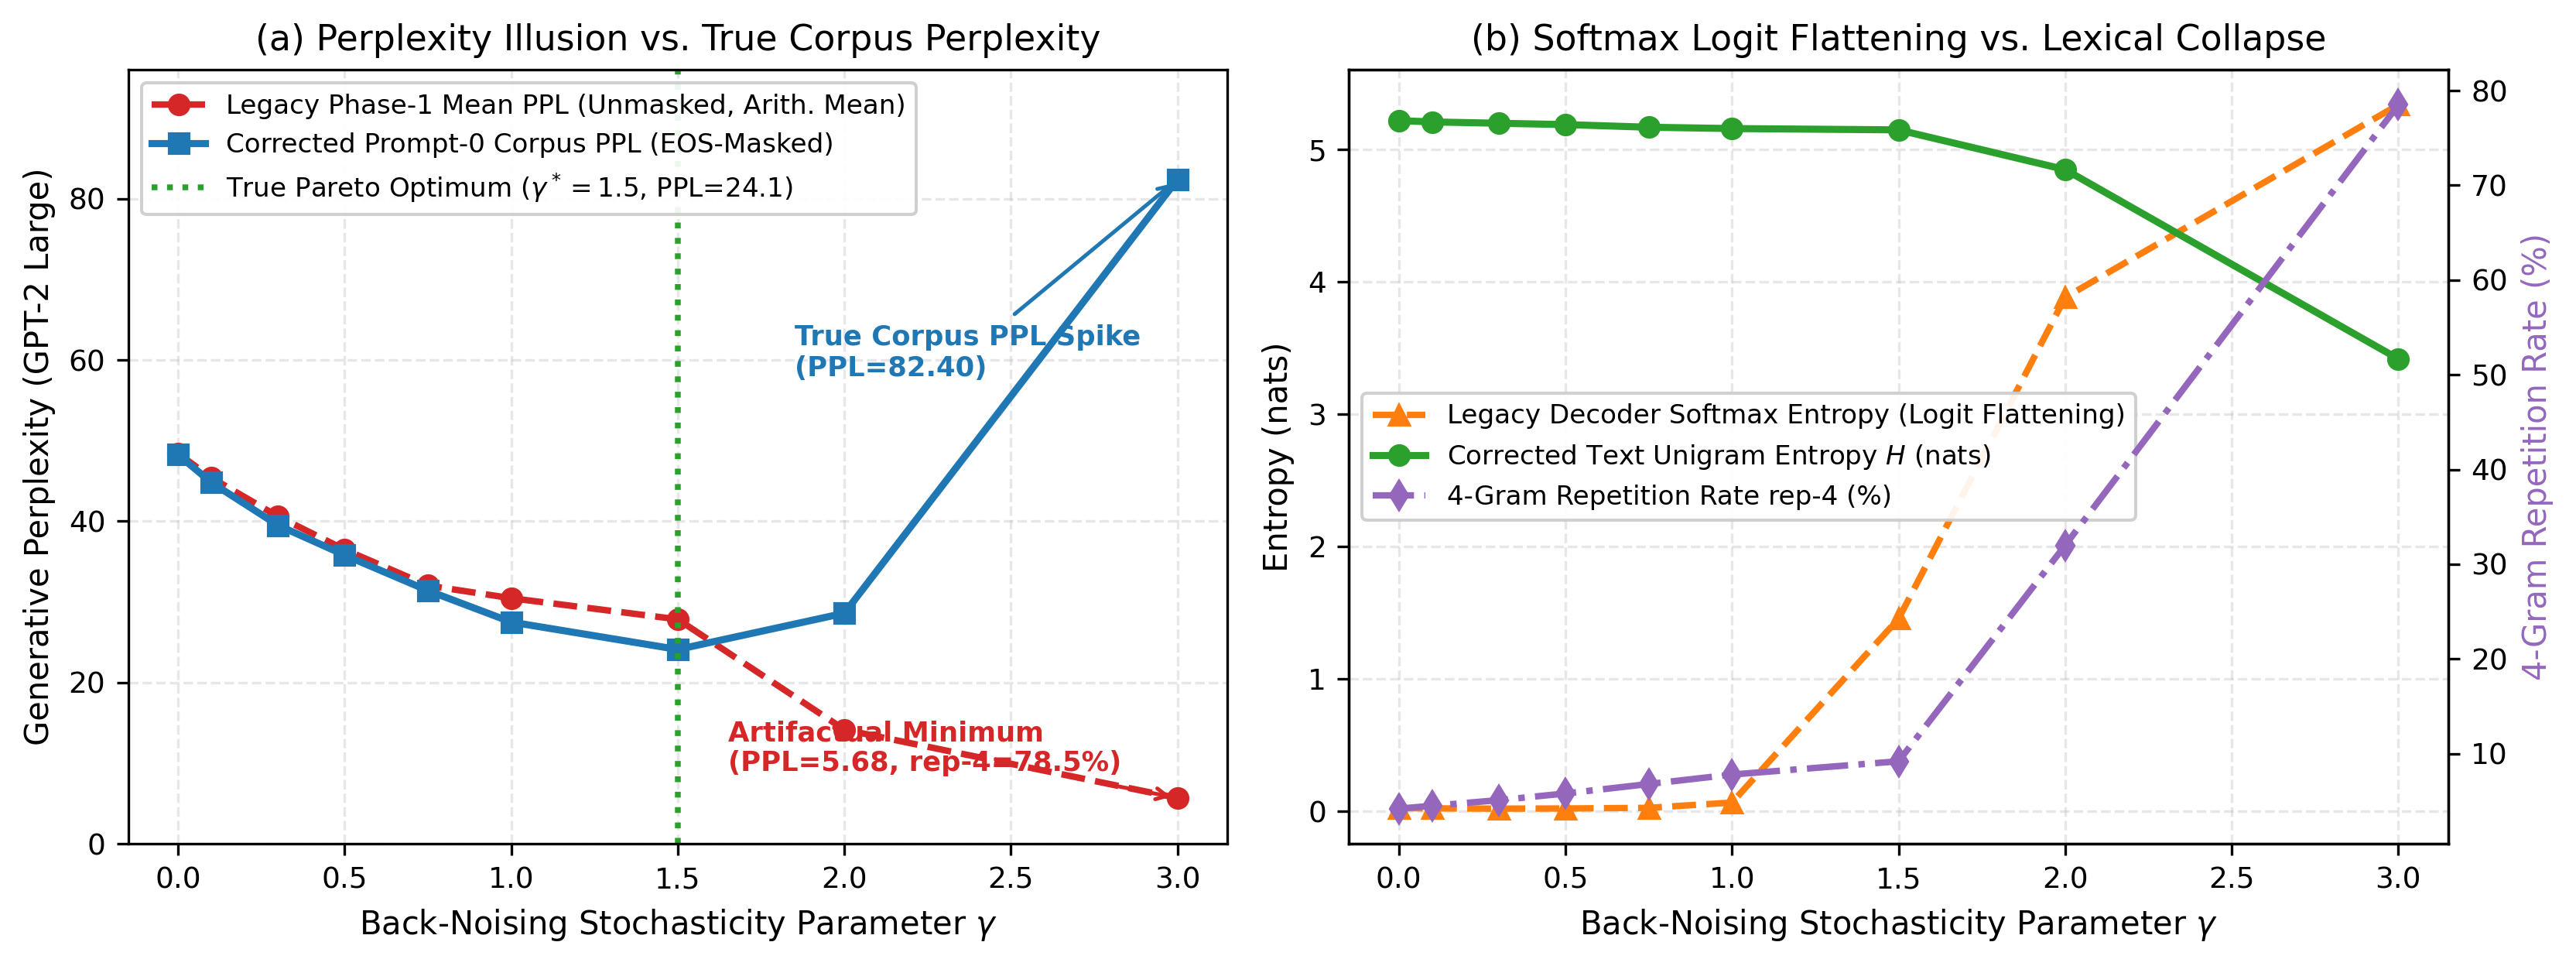 (a) Perplexity Illusion vs. True Corpus Perplexity
Generative Perplexity (GPT-2 Large)
80
60
40
20
0
Legacy Phase-1 Mean PPL (Unmasked, Arith. Mean)
Corrected Prompt-0 Corpus PPL (EOS-Masked)
True Pareto Optimum (γ* = 1.5, PPL=24.1)
True Corpus PPL Spike
(PPL=82.40)
Artifactual Minimum
(PPL=5.68, rep-4=78.5%)
0.0 0.5 1.0 1.5 2.0 2.5 3.0
Back-Noising Stochasticity Parameter γ
(b) Softmax Logit Flattening vs. Lexical Collapse
Entropy (nats)
5
4
3
2
1
0
Legacy Decoder Softmax Entropy (Logit Flattening)
Corrected Text Unigram Entropy H (nats)
4-Gram Repetition Rate rep-4 (%)
80
70
60
50
40
30
20
10
4-Gram Repetition Rate (%)
0.0 0.5 1.0 1.5 2.0 2.5 3.0
Back-Noising Stochasticity Parameter γ